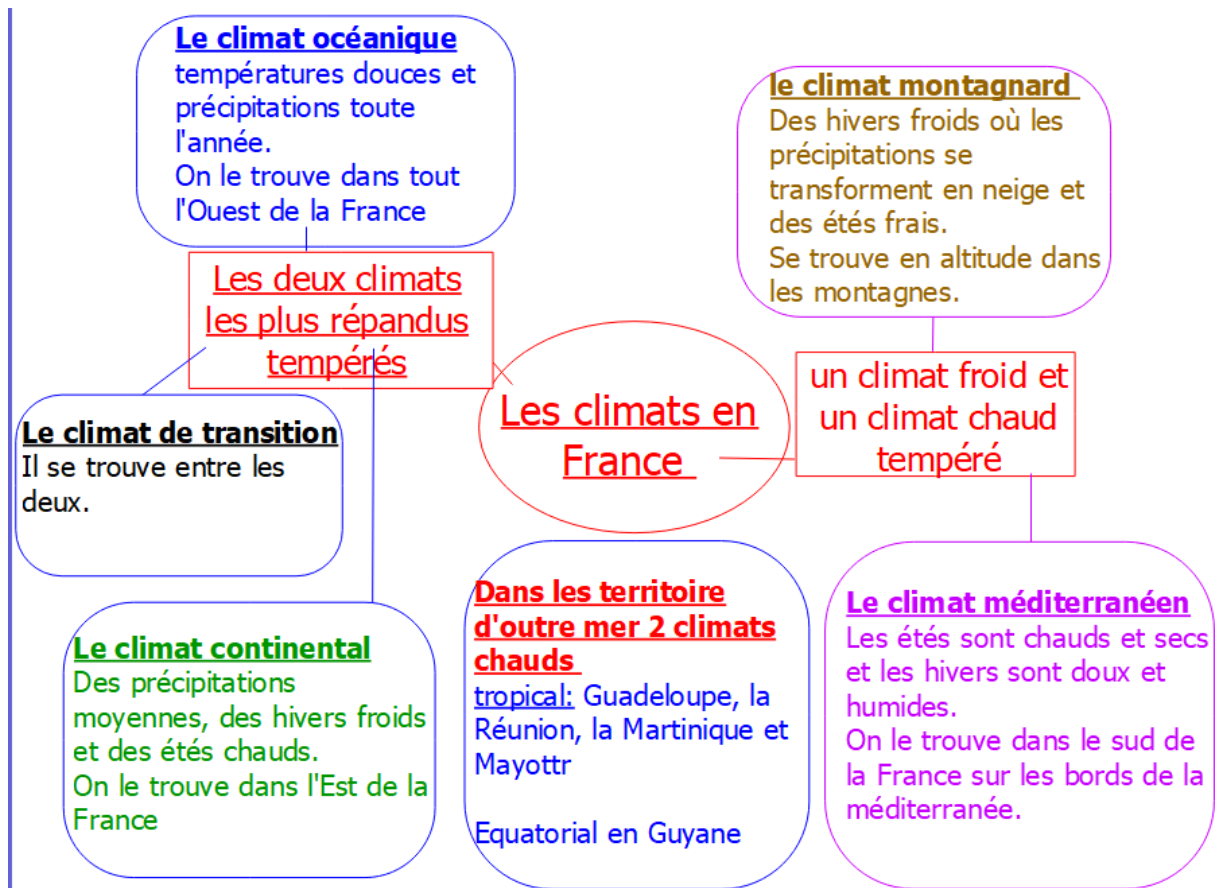 Le climat océanique
températures douces et
précipitations toute
l'année.
On le trouve dans tout
l'Ouest de la France
le climat montagnard
Des hivers froids où les
précipitations se
transforment en neige et
des étés frais.
Se trouve en altitude dans
les montagnes.
Les deux climats
les plus répandus
tempérés
Les climats en
France
un climat froid et
un climat chaud
tempéré
Le climat de transition
Il se trouve entre les
deux.
Le climat continental
Des précipitations
moyennes, des hivers froids
et des étés chauds.
On le trouve dans l'Est de la
France
Dans les territoire
d'outre mer 2 climats
chauds
tropical: Guadeloupe, la
Réunion, la Martinique et
Mayottr
Equatorial en Guyane
Le climat méditerranéen
Les étés sont chauds et secs
et les hivers sont doux et
humides.
On le trouve dans le sud de
la France sur les bords de la
méditerranée.